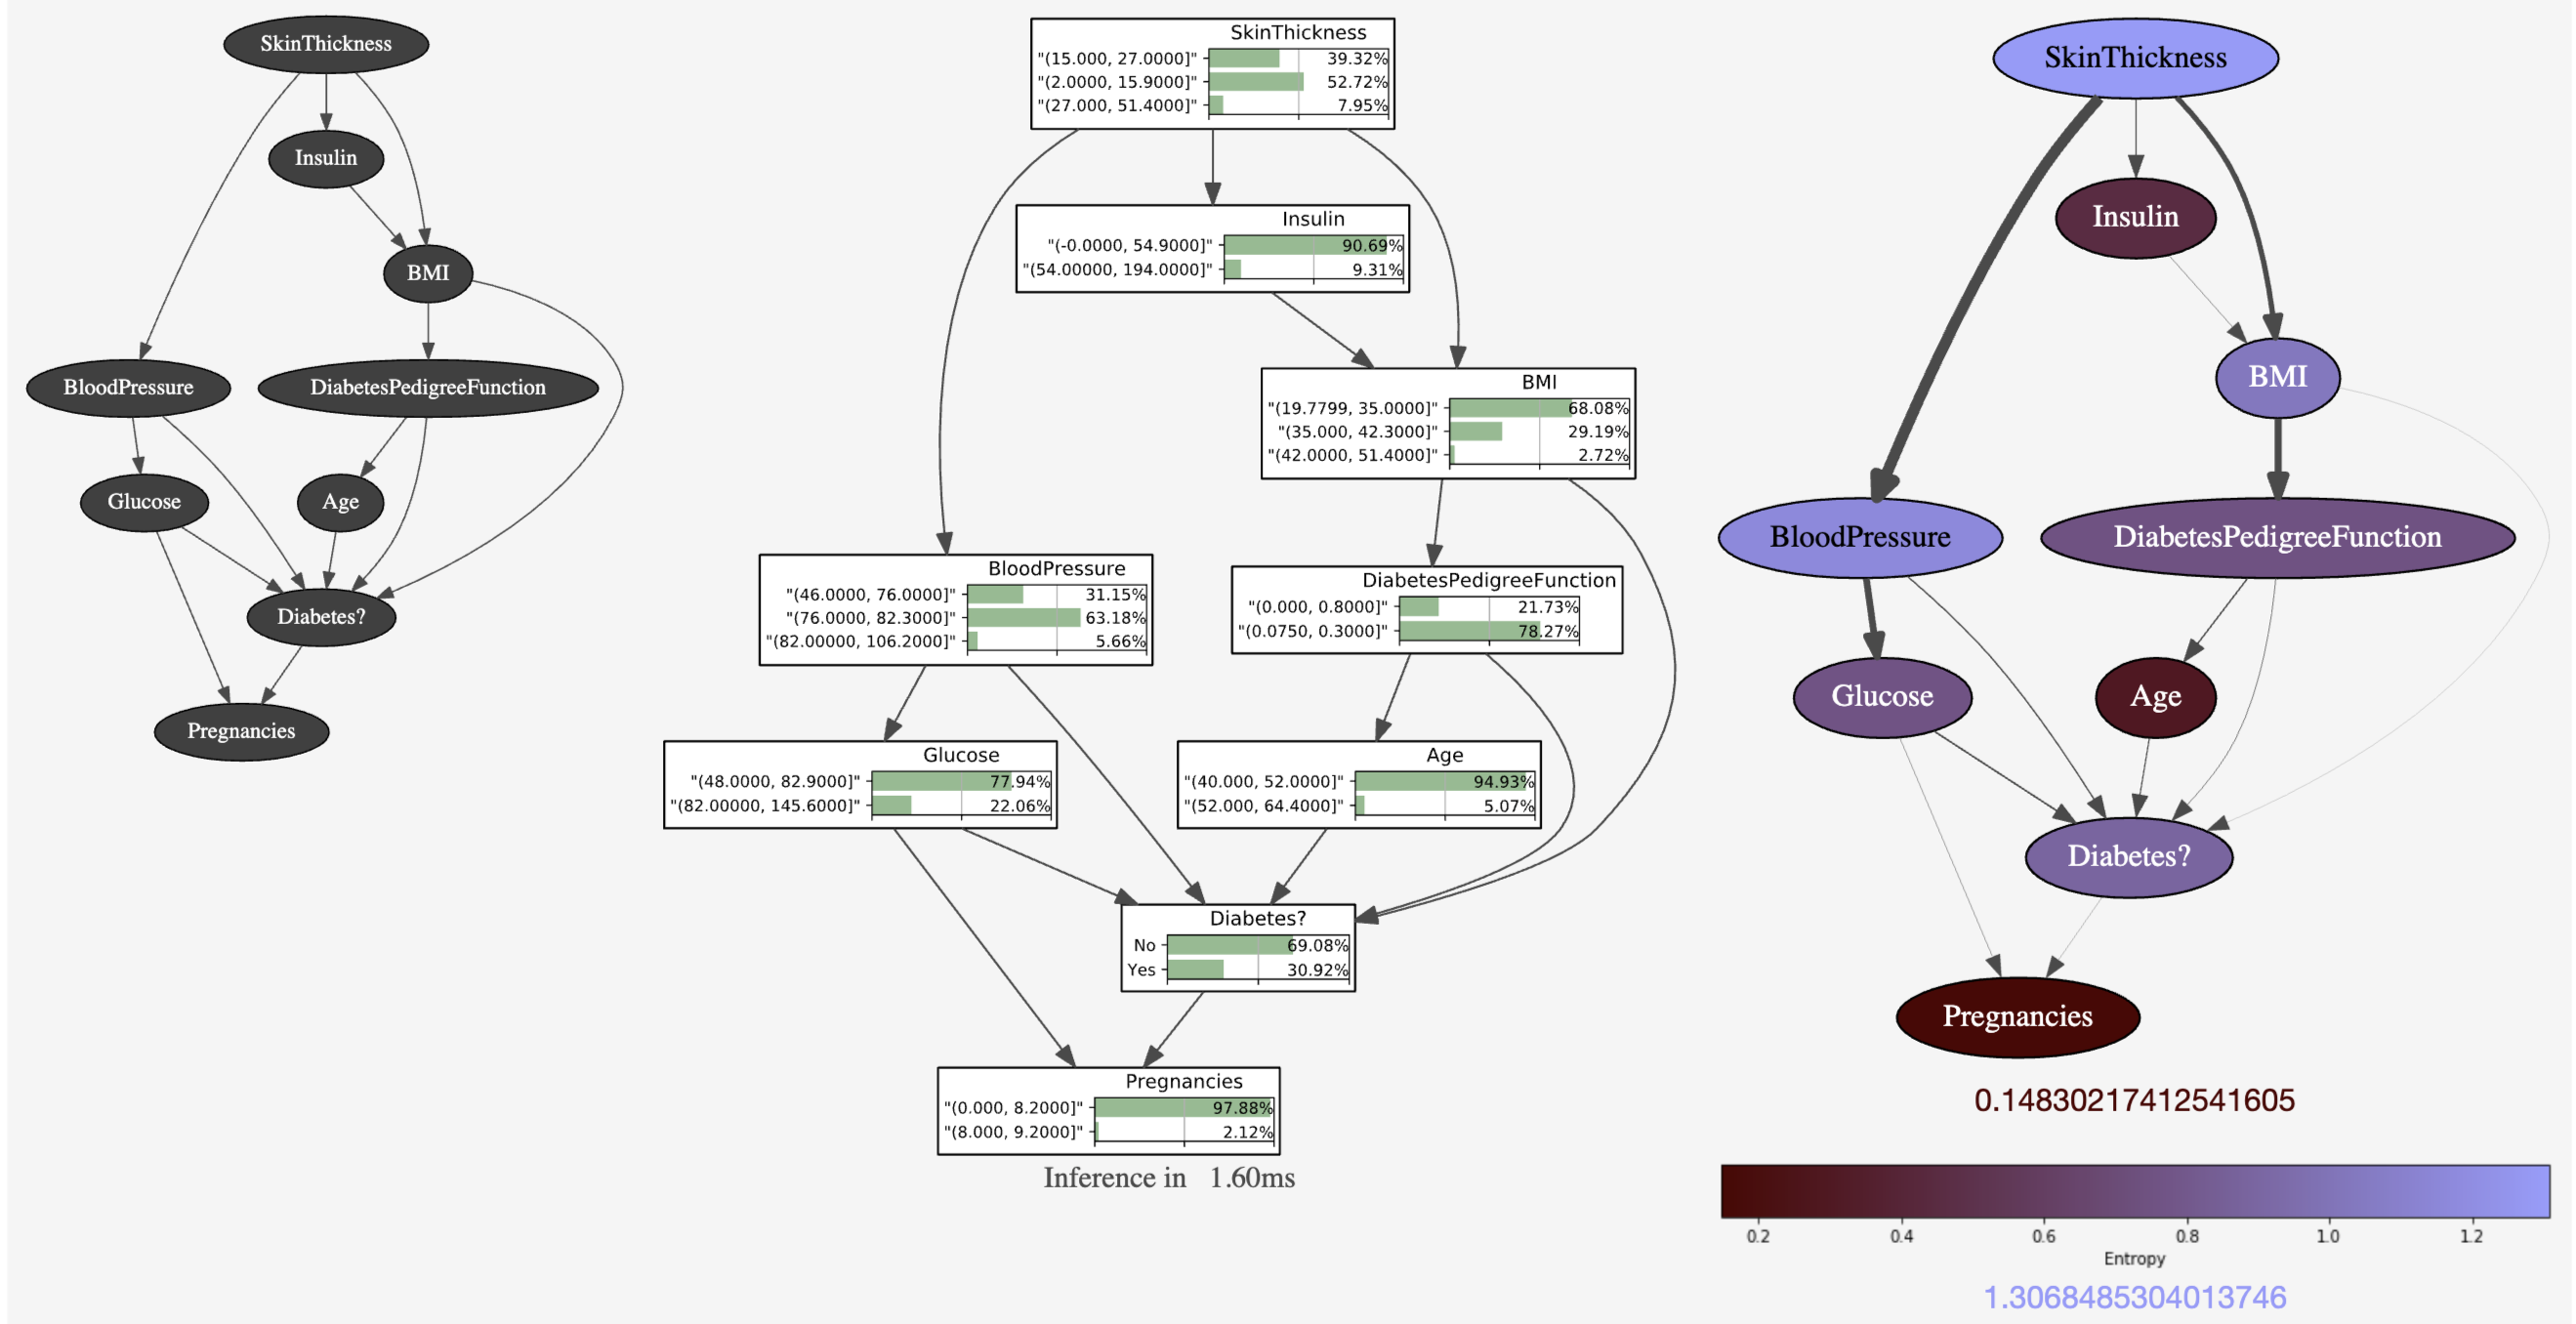 SkinThickness
Insulin
BMI
BloodPressure
DiabetesPedigreeFunction
Glucose
Age
Diabetes?
Pregnancies
SkinThickness
"(15.000, 27.0000]" 39.32%
"(2.0000, 15.9000]" 52.72%
"(27.000, 51.4000]" 7.95%
Insulin
"(-0.0000, 54.9000]" 90.69%
"(54.00000, 194.0000]" 9.31%
BMI
"(19.7799, 35.0000]" 68.08%
"(35.000, 42.3000]" 29.19%
"(42.0000, 51.4000]" 2.72%
BloodPressure
"(46.0000, 76.0000]" 31.15%
"(76.0000, 82.3000]" 63.18%
"(82.00000, 106.2000]" 5.66%
DiabetesPedigreeFunction
"(0.000, 0.8000]" 21.73%
"(0.0750, 0.3000]" 78.27%
Glucose
"(48.0000, 82.9000]" 77.94%
"(82.00000, 145.6000]" 22.06%
Age
"(40.000, 52.0000]" 94.93%
"(52.000, 64.4000]" 5.07%
Diabetes?
No 69.08%
Yes 30.92%
Pregnancies
"(0.000, 8.2000]" 97.88%
"(8.000, 9.2000]" 2.12%
Inference in 1.60ms
SkinThickness
Insulin
BMI
BloodPressure
DiabetesPedigreeFunction
Glucose
Age
Diabetes?
Pregnancies
0.14830217412541605
0.2 0.4 0.6 0.8 1.0 1.2
Entropy
1.3068485304013746